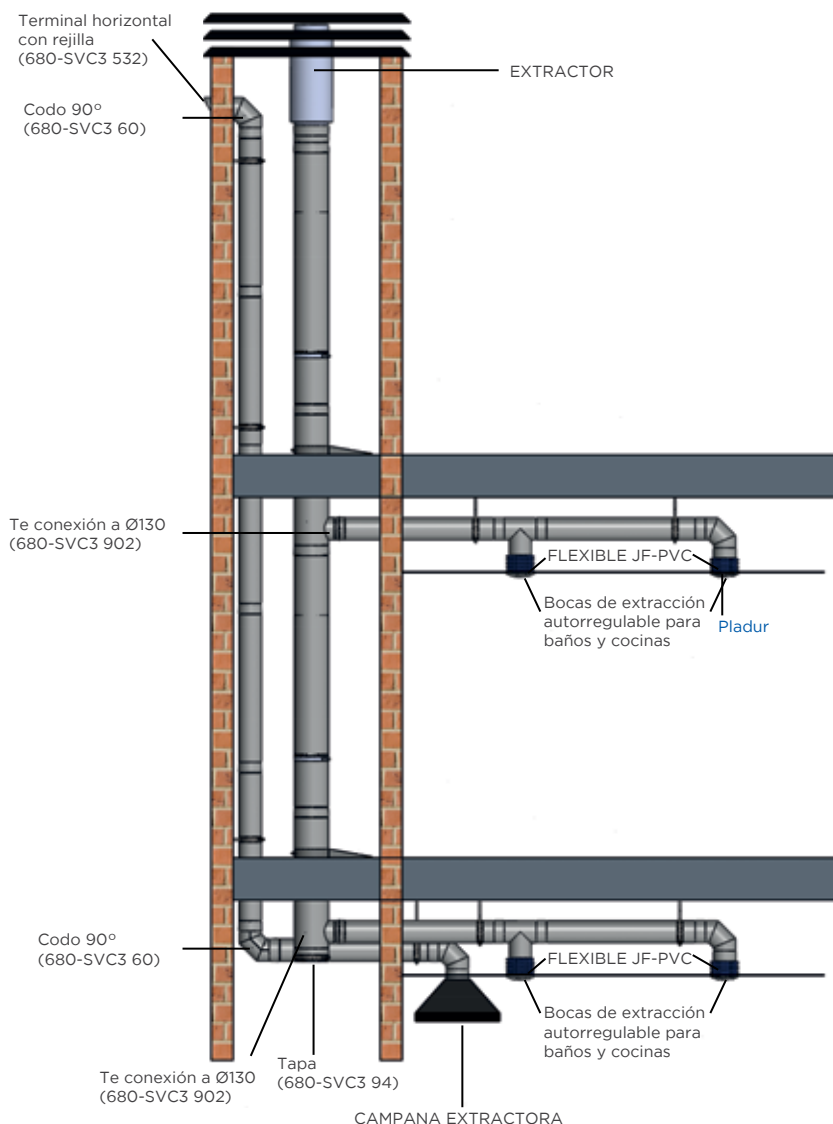 Terminal horizontal
con rejilla
(680-SVC3 532)
EXTRACTOR
Codo 90º
(680-SVC3 60)
Te conexión a Ø130
(680-SVC3 902)
FLEXIBLE JF-PVC
Bocas de extracción
autorregulable para
baños y cocinas
Pladur
Codo 90º
(680-SVC3 60)
FLEXIBLE JF-PVC
Bocas de extracción
autorregulable para
baños y cocinas
Te conexión a Ø130
(680-SVC3 902)
Tapa
(680-SVC3 94)
CAMPANA EXTRACTORA